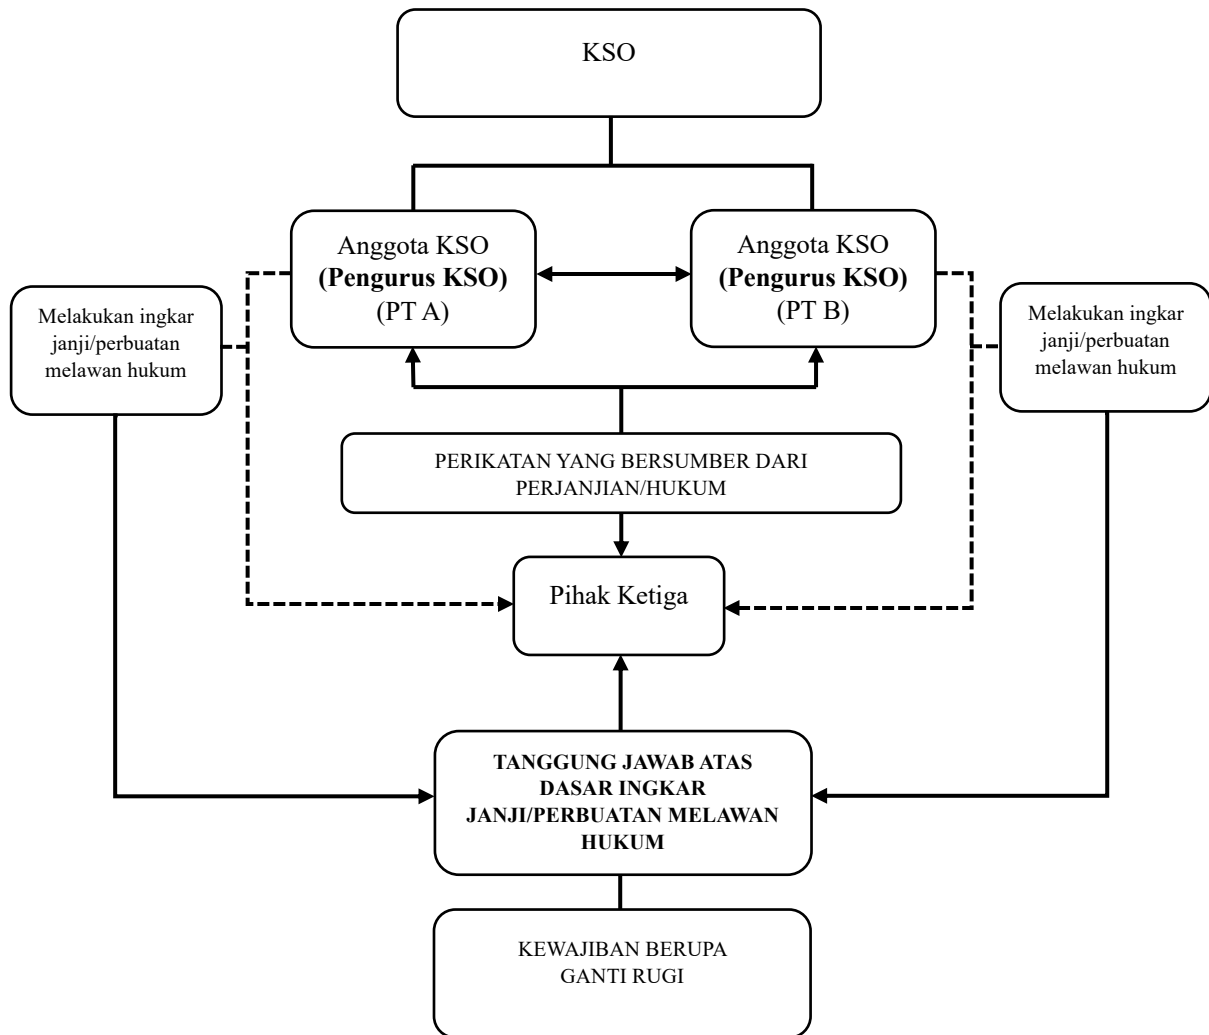 KSO
Anggota KSO
(Pengurus KSO)
(PT A)
Anggota KSO
(Pengurus KSO)
(PT B)
Melakukan ingkar
janji/perbuatan
melawan hukum
Melakukan ingkar
janji/perbuatan
melawan hukum
PERIKATAN YANG BERSUMBER DARI
PERJANJIAN/HUKUM
Pihak Ketiga
TANGGUNG JAWAB ATAS
DASAR INGKAR
JANJI/PERBUATAN MELAWAN
HUKUM
KEWAJIBAN BERUPA
GANTI RUGI